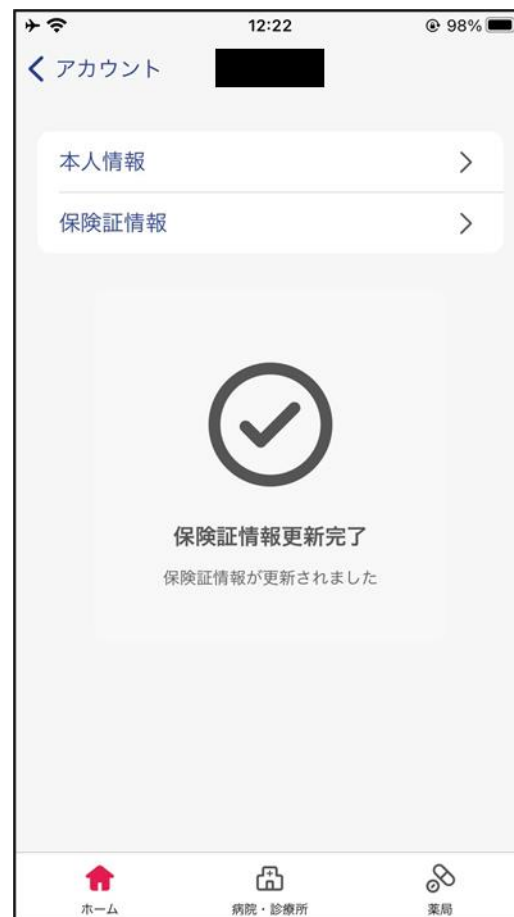 12:22
98%
アカウント
本人情報
保険証情報
保険証情報更新完了
保険証情報が更新されました
ホーム
病院・診療所
薬局